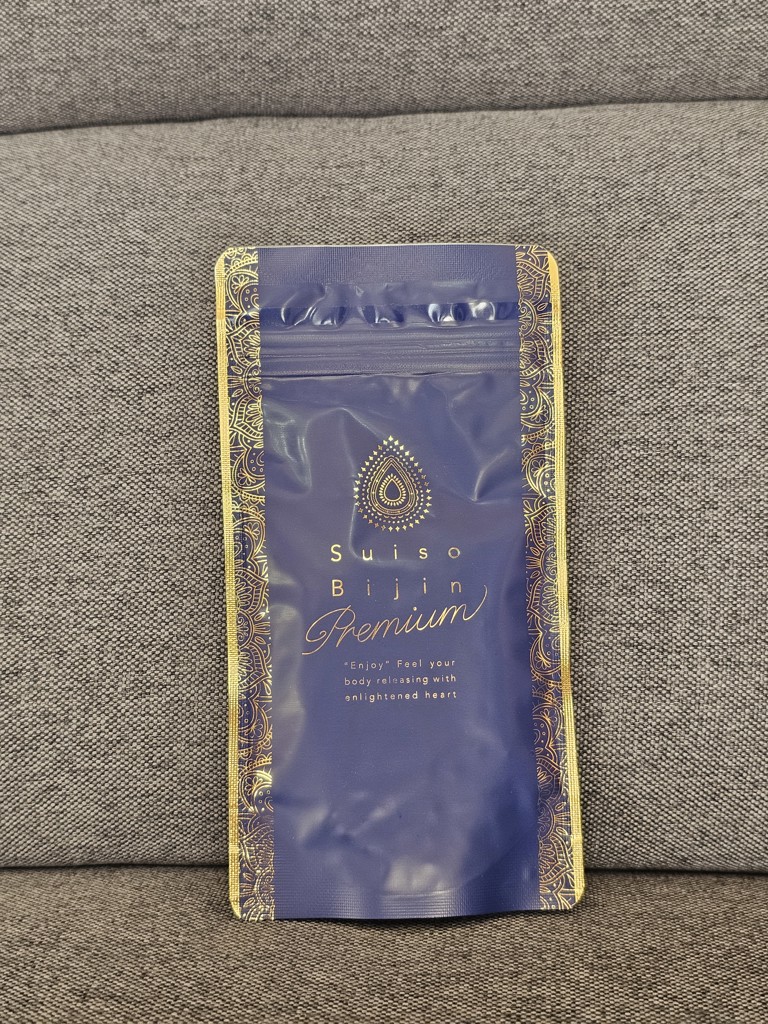 Suiso
Bijin
Premium
"Enjoy" Feel your
body releasing with
enlightened heart